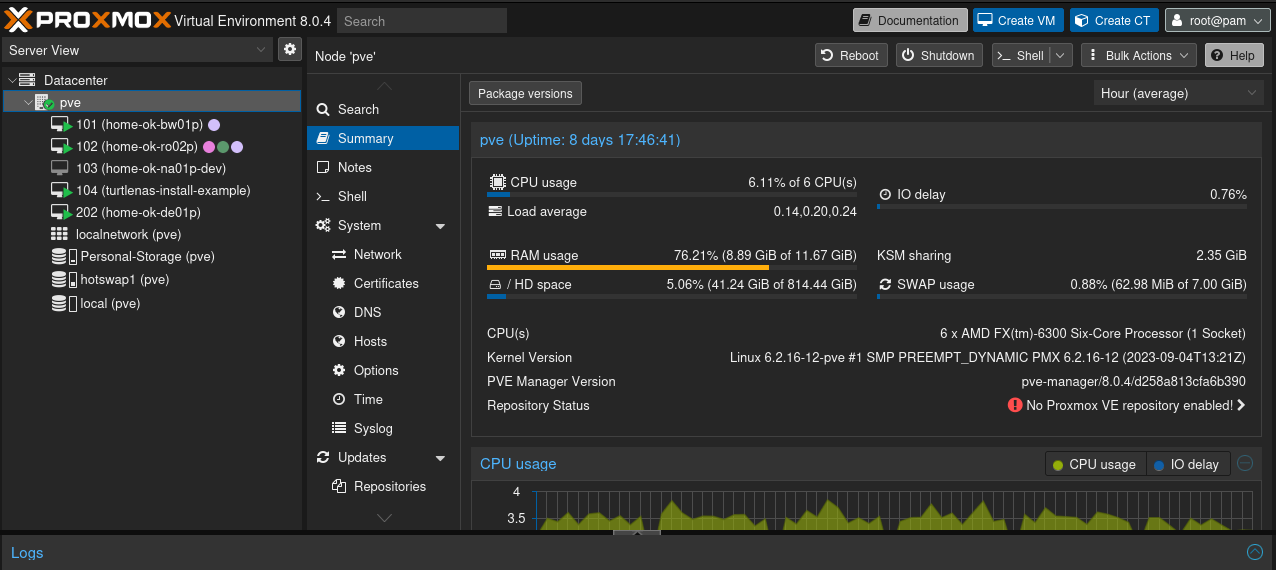 PROXMOX Virtual Environment 8.0.4 Search Documentation Create VM Create CT root@pam
Server View
Datacenter
pve
101 (home-ok-bw01p)
102 (home-ok-ro02p)
103 (home-ok-na01p-dev)
104 (turtlenas-install-example)
202 (home-ok-de01p)
localnetwork (pve)
Personal-Storage (pve)
hotswap1 (pve)
local (pve)
Node 'pve' Reboot Shutdown Shell Bulk Actions Help
Search
Summary
Notes
Shell
System
Network
Certificates
DNS
Hosts
Options
Time
Syslog
Updates
Repositories
Package versions Hour (average)
pve (Uptime: 8 days 17:46:41)
CPU usage 6.11% of 6 CPU(s)
IO delay 0.76%
Load average 0.14,0.20,0.24
RAM usage 76.21% (8.89 GiB of 11.67 GiB)
KSM sharing 2.35 GiB
/ HD space 5.06% (41.24 GiB of 814.44 GiB)
SWAP usage 0.88% (62.98 MiB of 7.00 GiB)
CPU(s) 6 x AMD FX(tm)-6300 Six-Core Processor (1 Socket)
Kernel Version Linux 6.2.16-12-pve #1 SMP PREEMPT_DYNAMIC PMX 6.2.16-12 (2023-09-04T13:21Z)
PVE Manager Version pve-manager/8.0.4/d258a813cfa6b390
Repository Status No Proxmox VE repository enabled!
CPU usage CPU usage IO delay
4
3.5
Logs